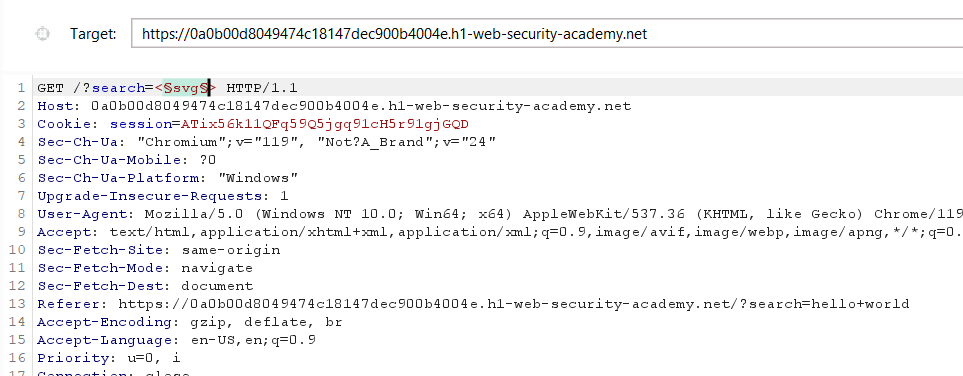 Target: https://0a0b00d8049474c18147dec900b4004e.h1-web-security-academy.net
1 GET /?search=<§svg§> HTTP/1.1
2 Host: 0a0b00d8049474c18147dec900b4004e.h1-web-security-academy.net
3 Cookie: session=ATix56k11QFq59Q5jgq91cH5r91gjGQD
4 Sec-Ch-Ua: "Chromium";v="119", "Not?A_Brand";v="24"
5 Sec-Ch-Ua-Mobile: ?0
6 Sec-Ch-Ua-Platform: "Windows"
7 Upgrade-Insecure-Requests: 1
8 User-Agent: Mozilla/5.0 (Windows NT 10.0; Win64; x64) AppleWebKit/537.36 (KHTML, like Gecko) Chrome/119
9 Accept: text/html,application/xhtml+xml,application/xml;q=0.9,image/avif,image/webp,image/apng,*/*;q=0.
10 Sec-Fetch-Site: same-origin
11 Sec-Fetch-Mode: navigate
12 Sec-Fetch-Dest: document
13 Referer: https://0a0b00d8049474c18147dec900b4004e.h1-web-security-academy.net/?search=hello+world
14 Accept-Encoding: gzip, deflate, br
15 Accept-Language: en-US,en;q=0.9
16 Priority: u=0, i
17 Connection: close